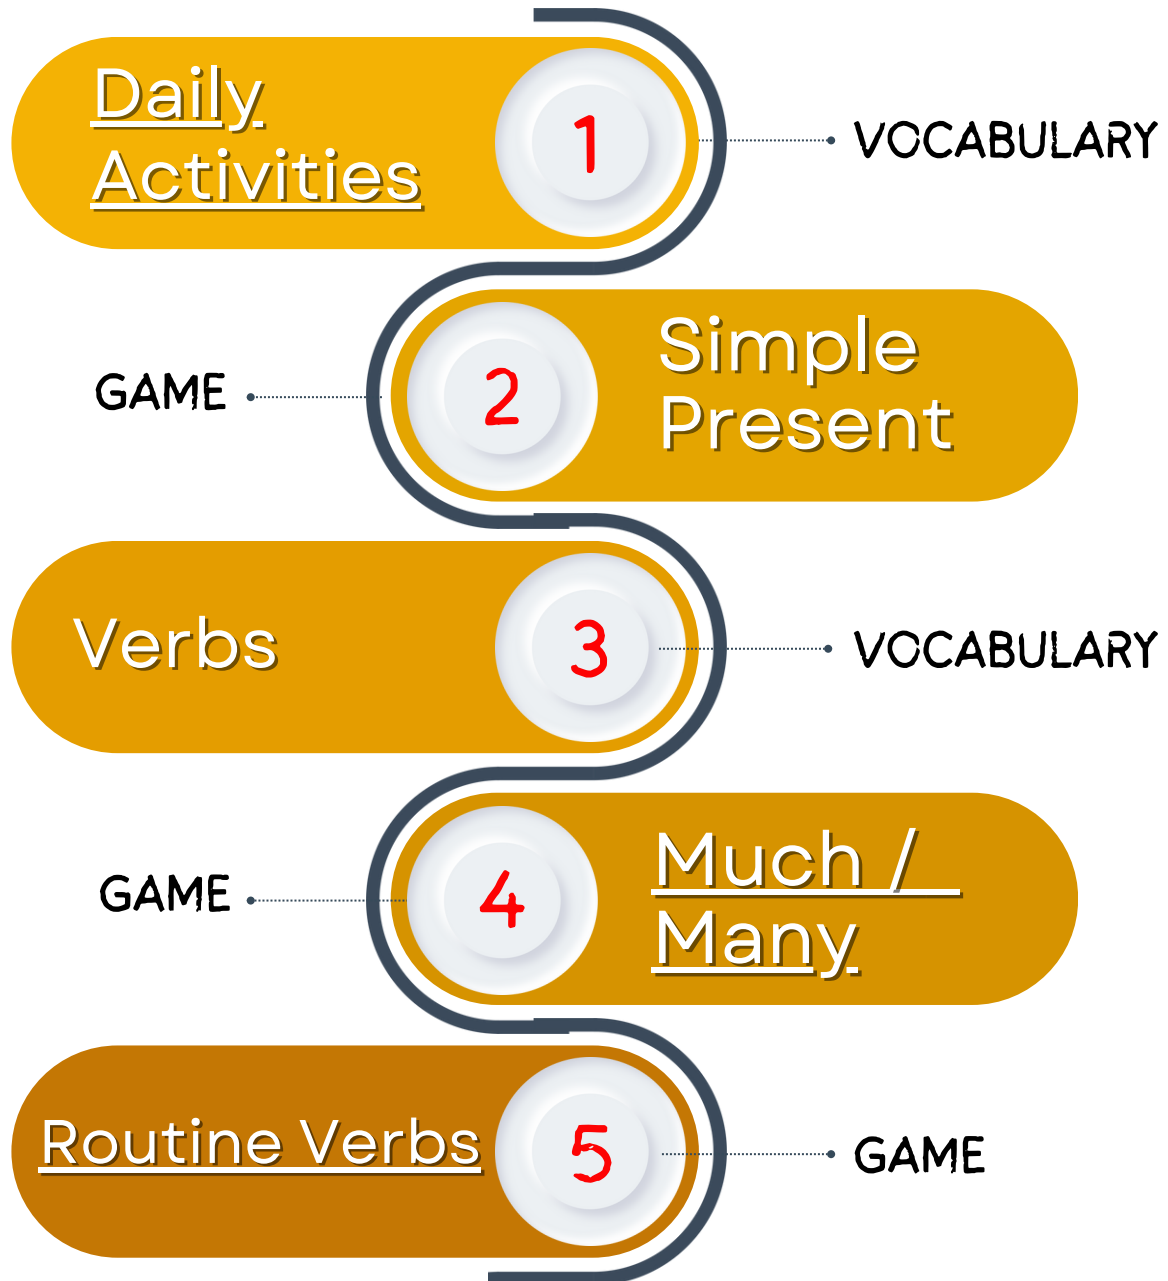 Daily
Activities
1
VOCABULARY
GAME
2
Simple
Present
Verbs
3
VOCABULARY
GAME
4
Much /
Many
Routine Verbs
5
GAME